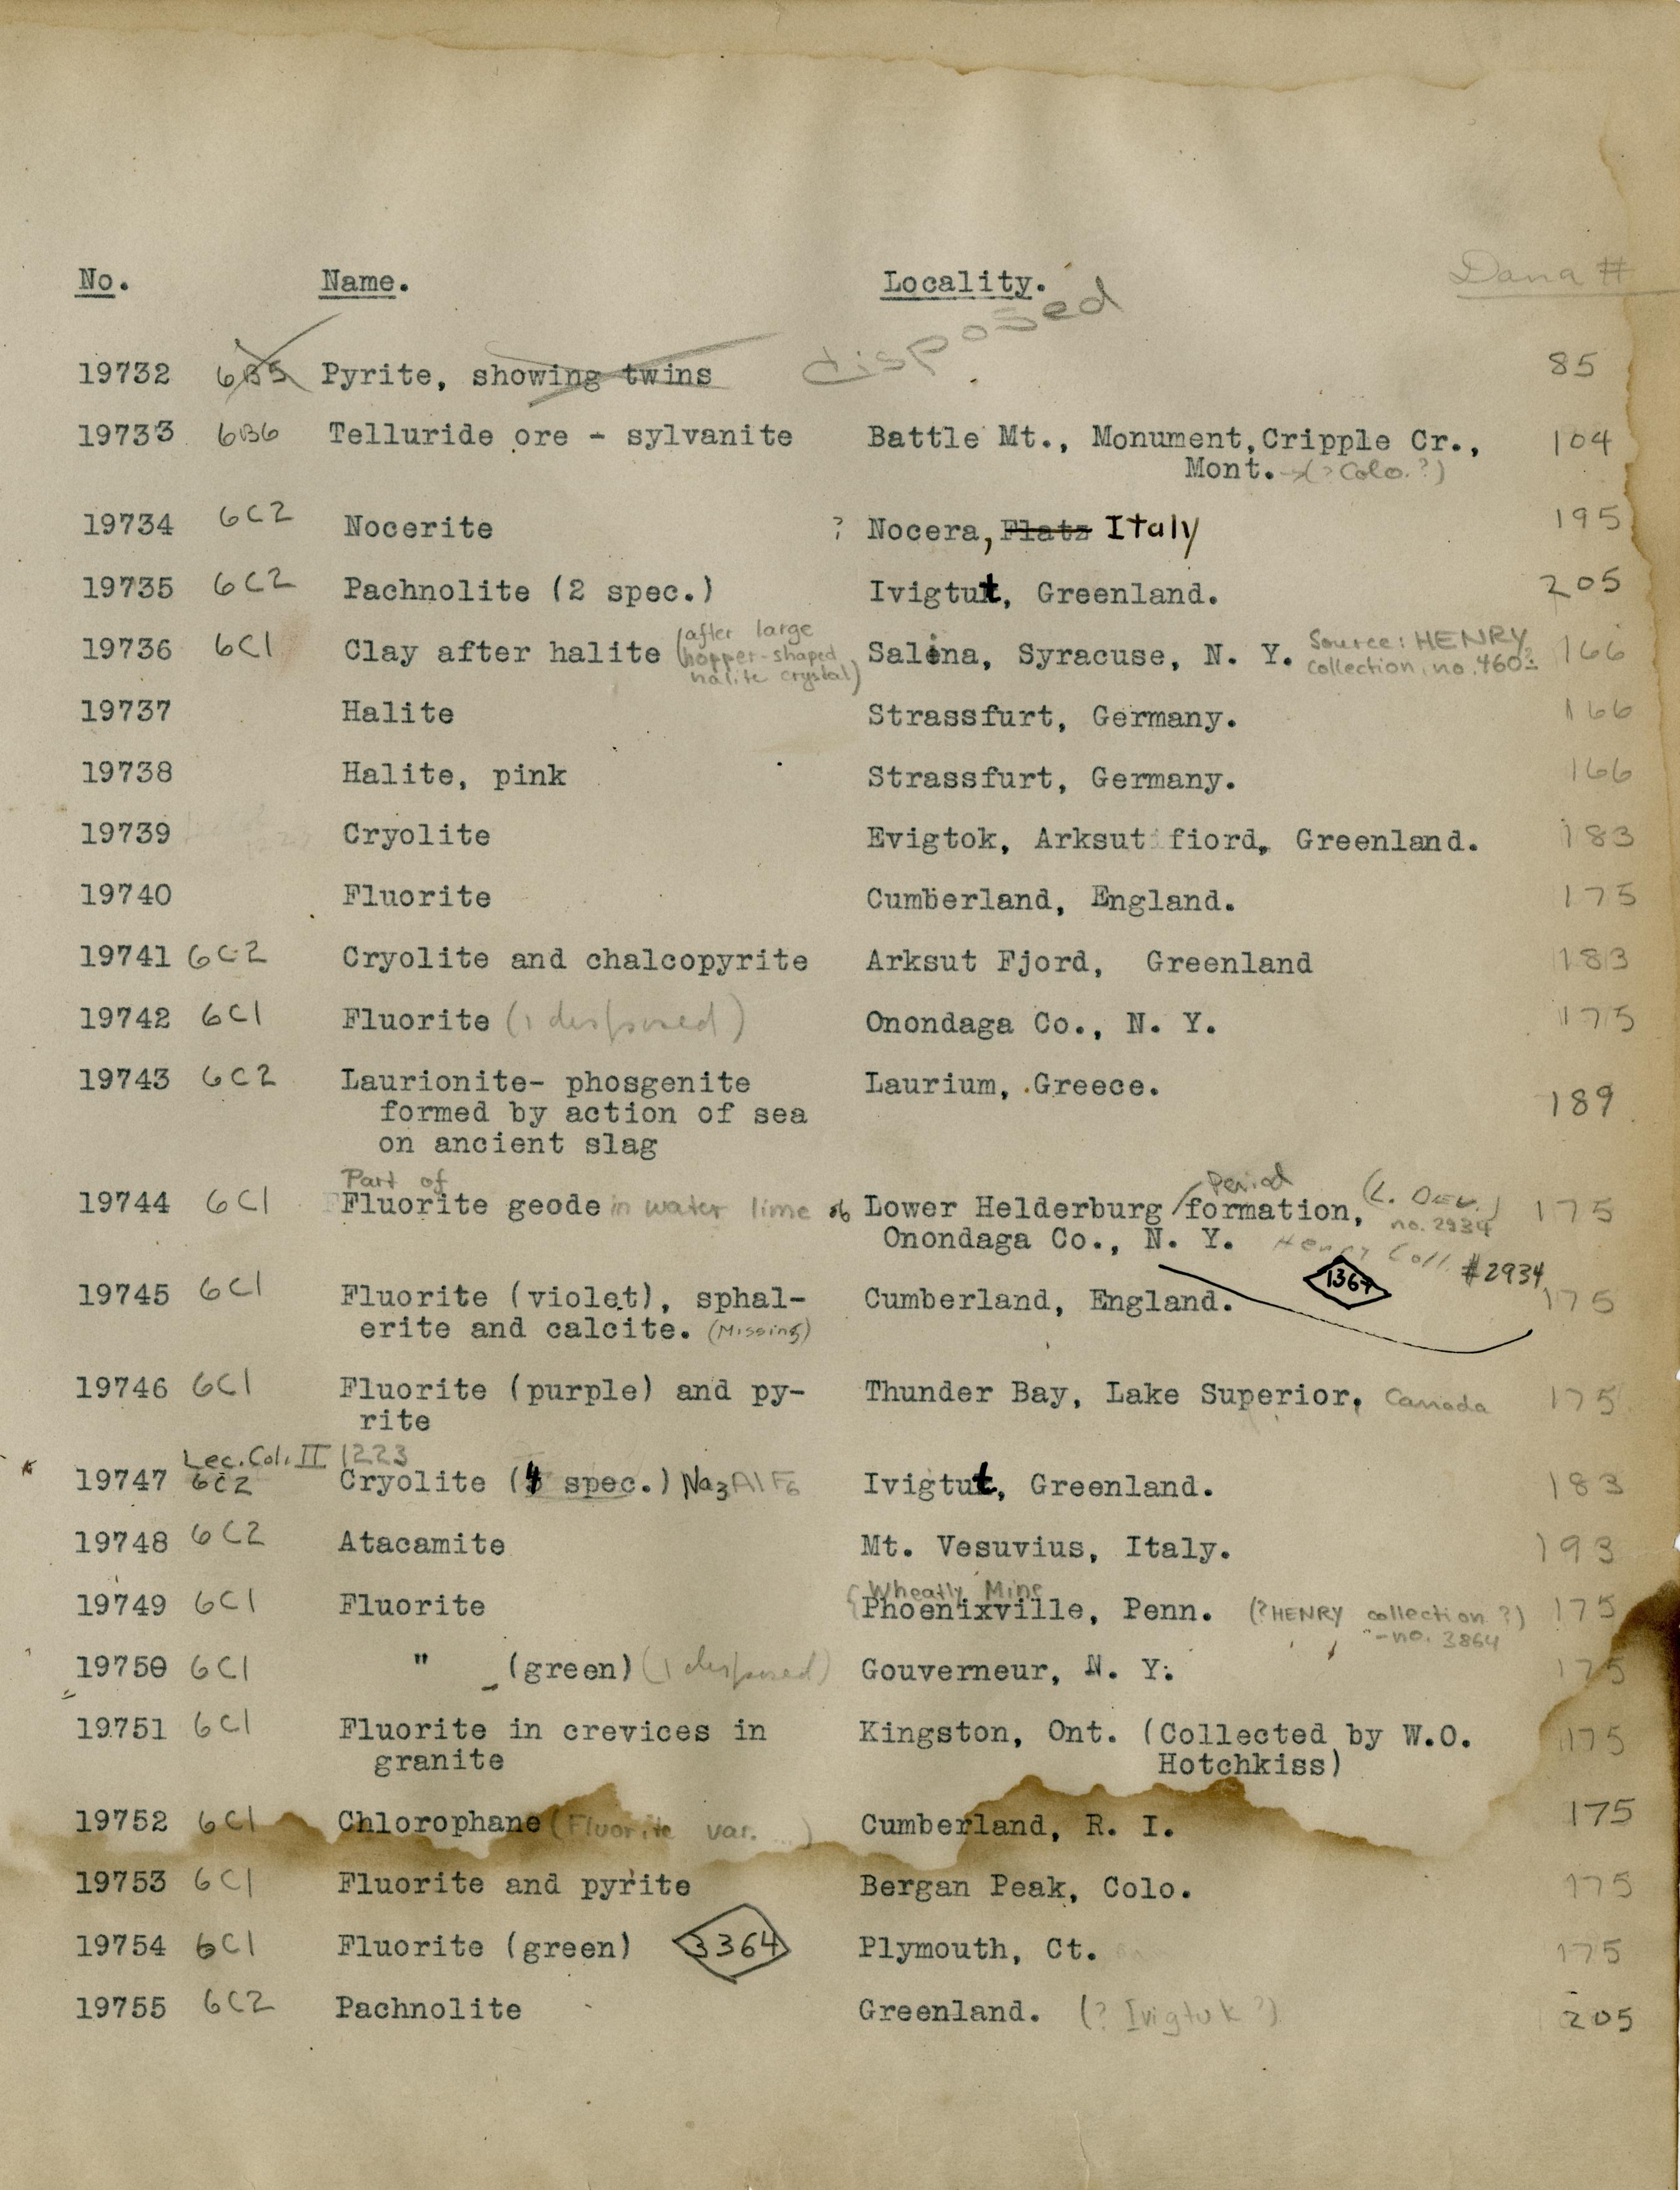 No. Name. Locality. Dana #
19732 6B5 Pyrite, showing twins disposed 85
19733 6B6 Telluride ore - sylvanite Battle Mt., Monument, Cripple Cr., 104
Mont. →(? Colo.?)
19734 6C2 Nocerite ? Nocera, Flatz Italy 195
19735 6C2 Pachnolite (2 spec.) Ivigtut, Greenland. 205
19736 6C1 Clay after halite (after large Salina, Syracuse, N. Y. Source: HENRY 166
hopper-shaped collection, no. 460
halite crystal)
19737 Halite Strassfurt, Germany. 166
19738 Halite, pink Strassfurt, Germany. 166
19739 Cryolite Evigtok, Arksut fiord, Greenland. 183
19740 Fluorite Cumberland, England. 175
19741 6C2 Cryolite and chalcopyrite Arksut Fjord, Greenland 183
19742 6C1 Fluorite (1 disposed) Onondaga Co., N. Y. 175
19743 6C2 Laurionite- phosgenite Laurium, Greece. 189
formed by action of sea
on ancient slag
Part of Period
19744 6C1 Fluorite geode in water lime of Lower Helderburg /formation, (L. DEV.) 175
no. 2934
Onondaga Co., N. Y. Henry Coll. #2934
1367
19745 6C1 Fluorite (violet), sphal- Cumberland, England. 175
erite and calcite. (Missing)
19746 6C1 Fluorite (purple) and py- Thunder Bay, Lake Superior, Canada 175
rite
Lec. Col. II 1223
19747 6C2 Cryolite (4 spec.) Na3AlF6 Ivigtut, Greenland. 183
19748 6C2 Atacamite Mt. Vesuvius, Italy. 193
Wheatly Mine
19749 6C1 Fluorite Phoenixville, Penn. (?HENRY collection ?) 175
-no. 3864
19750 6C1 " (green) (1 disposed) Gouverneur, N. Y. 175
19751 6C1 Fluorite in crevices in Kingston, Ont. (Collected by W.O. 175
granite Hotchkiss)
19752 6C1 Chlorophane (Fluorite var. ...) Cumberland, R. I. 175
19753 6C1 Fluorite and pyrite Bergan Peak, Colo. 175
19754 6C1 Fluorite (green) 3364 Plymouth, Ct. 175
19755 6C2 Pachnolite Greenland. (? Ivigtuk ?) 205